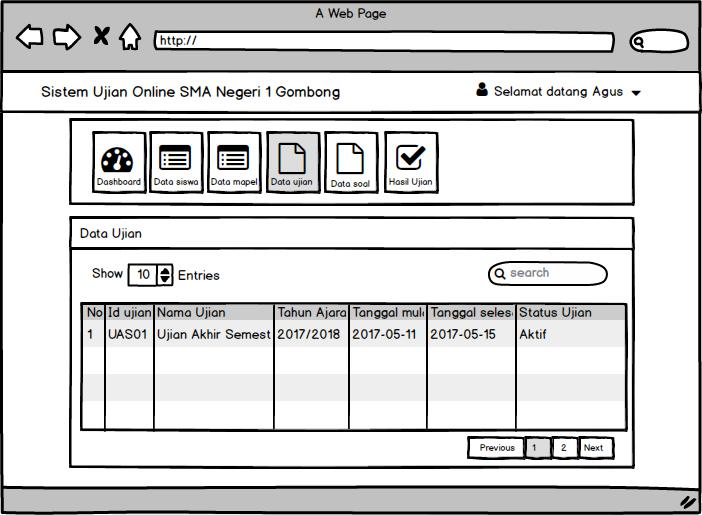 A Web Page
http://
Sistem Ujian Online SMA Negeri 1 Gombong
Selamat datang Agus
Dashboard Data siswa Data mapel Data ujian Data soal Hasil Ujian
Data Ujian
Show 10 Entries search
No Id ujian Nama Ujian Tahun Ajara Tanggal mula Tanggal seles Status Ujian
1 UAS01 Ujian Akhir Semest 2017/2018 2017-05-11 2017-05-15 Aktif
Previous 1 2 Next